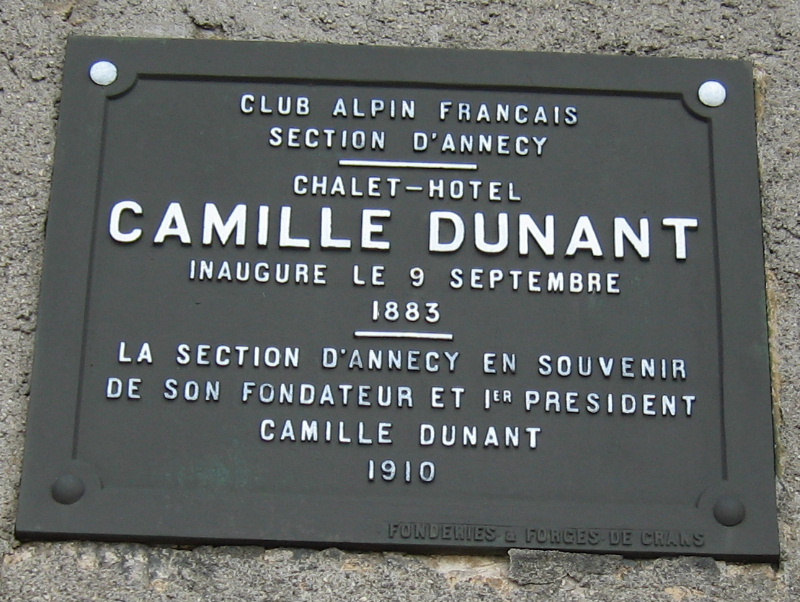 CLUB ALPIN FRANCAIS
SECTION D'ANNECY
CHALET-HOTEL
CAMILLE DUNANT
INAUGURE LE 9 SEPTEMBRE
1883
LA SECTION D'ANNECY EN SOUVENIR
DE SON FONDATEUR ET 1ER PRESIDENT
CAMILLE DUNANT
1910
FONDERIES & FORGES DE CRANS